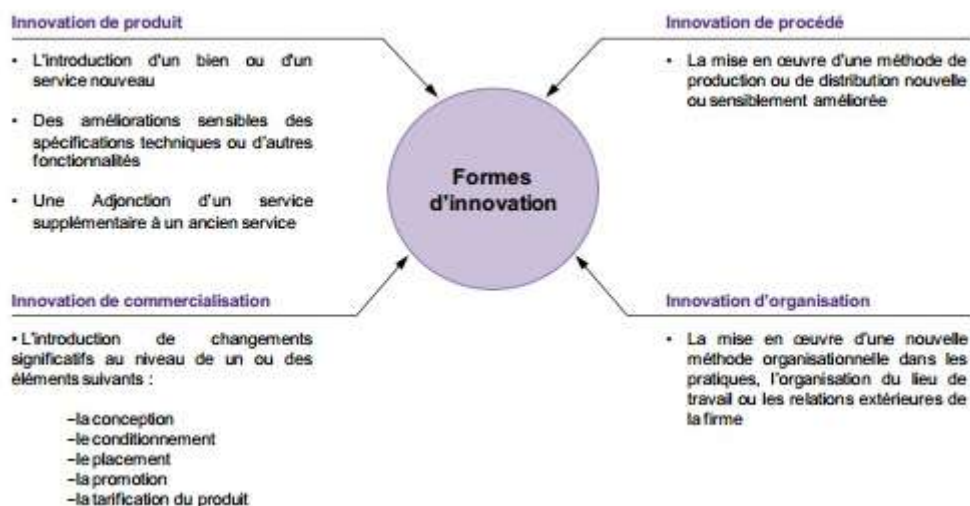 Innovation de produit
• L'introduction d'un bien ou d'un
service nouveau
• Des améliorations sensibles des
spécifications techniques ou d'autres
fonctionnalités
• Une Adjonction d'un service
supplémentaire à un ancien service
Innovation de procédé
• La mise en œuvre d'une méthode de
production ou de distribution nouvelle
ou sensiblement améliorée
Formes
d'innovation
Innovation de commercialisation
• L'introduction de changements
significatifs au niveau de un ou des
éléments suivants :
–la conception
–le conditionnement
–le placement
–la promotion
–la tarification du produit
Innovation d'organisation
• La mise en œuvre d'une nouvelle
méthode organisationnelle dans les
pratiques, l'organisation du lieu de
travail ou les relations extérieures de
la firme